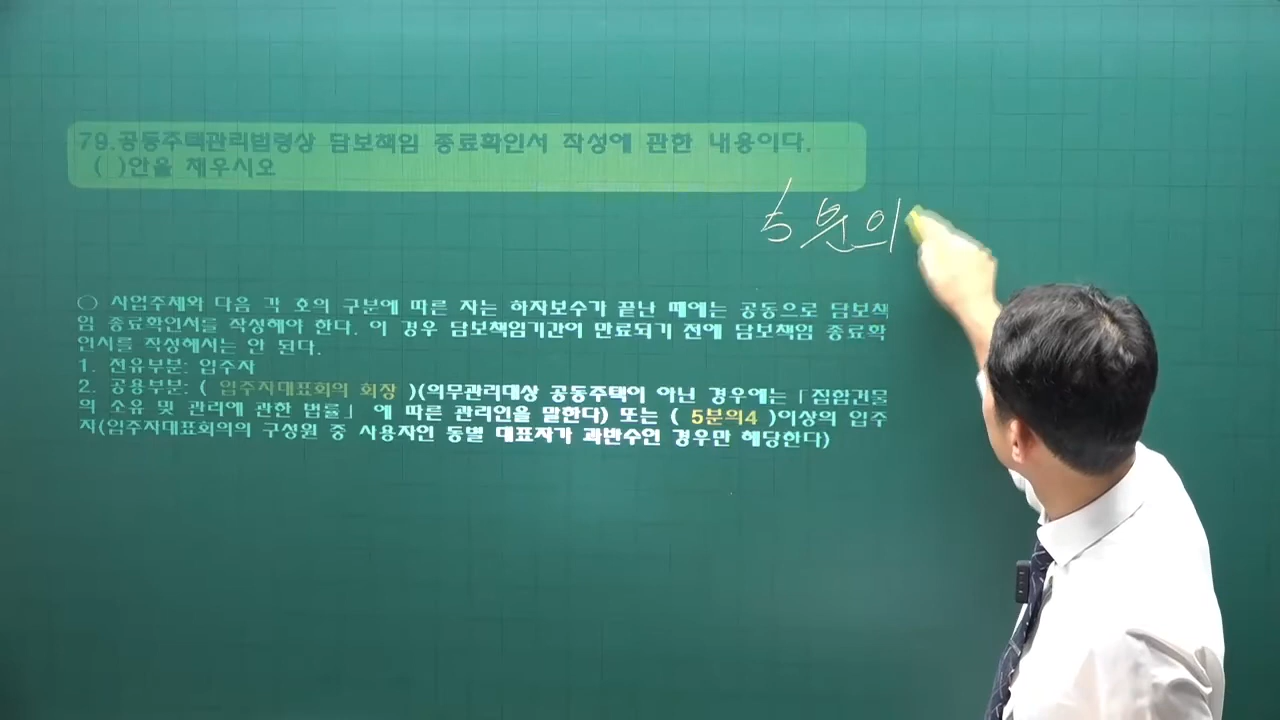 79.공동주택관리법령상 담보책임 종료확인서 작성에 관한 내용이다.
( )안을 채우시오
5분의
○ 사업주체와 다음 각 호의 구분에 따른 자는 하자보수가 끝난 때에는 공동으로 담보책
임 종료확인서를 작성해야 한다. 이 경우 담보책임기간이 만료되기 전에 담보책임 종료확
인서를 작성해서는 안 된다.
1. 전유부분: 입주자
2. 공용부분: ( 입주자대표회의 회장 )(의무관리대상 공동주택이 아닌 경우에는「집합건물
의 소유 및 관리에 관한 법률」에 따른 관리인을 말한다) 또는 ( 5분의4 )이상의 입주
자(입주자대표회의의 구성원 중 사용자인 동별 대표자가 과반수인 경우만 해당한다)